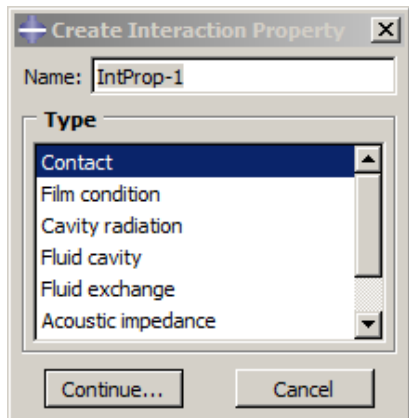 Create Interaction Property
Name: IntProp-1
Type
Contact
Film condition
Cavity radiation
Fluid cavity
Fluid exchange
Acoustic impedance
Continue... Cancel